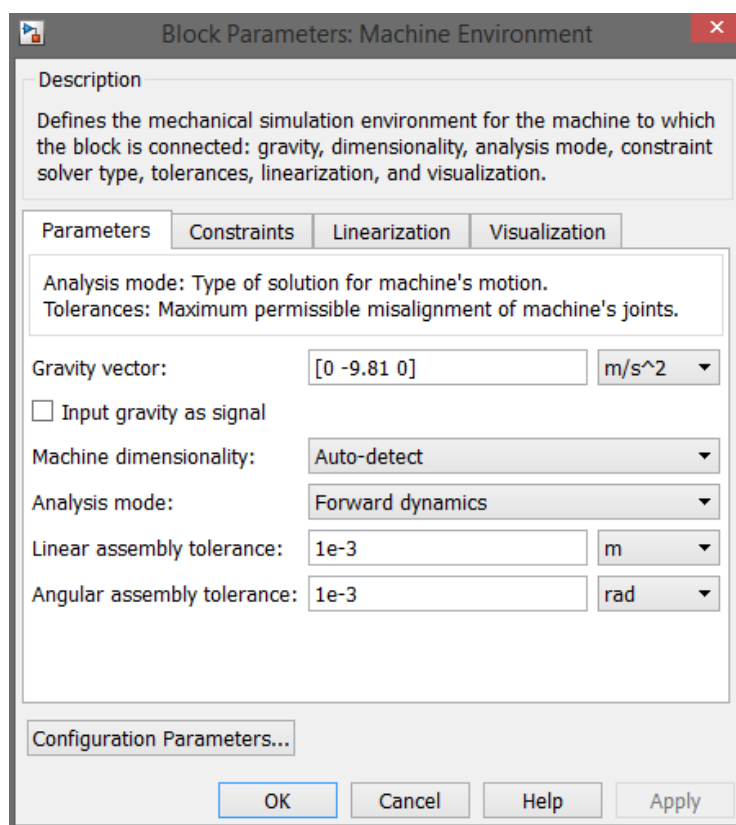 Block Parameters: Machine Environment
Description
Defines the mechanical simulation environment for the machine to which
the block is connected: gravity, dimensionality, analysis mode, constraint
solver type, tolerances, linearization, and visualization.
Parameters Constraints Linearization Visualization
Analysis mode: Type of solution for machine's motion.
Tolerances: Maximum permissible misalignment of machine's joints.
Gravity vector: [0 -9.81 0] m/s^2
Input gravity as signal
Machine dimensionality: Auto-detect
Analysis mode: Forward dynamics
Linear assembly tolerance: 1e-3 m
Angular assembly tolerance: 1e-3 rad
Configuration Parameters...
OK Cancel Help Apply